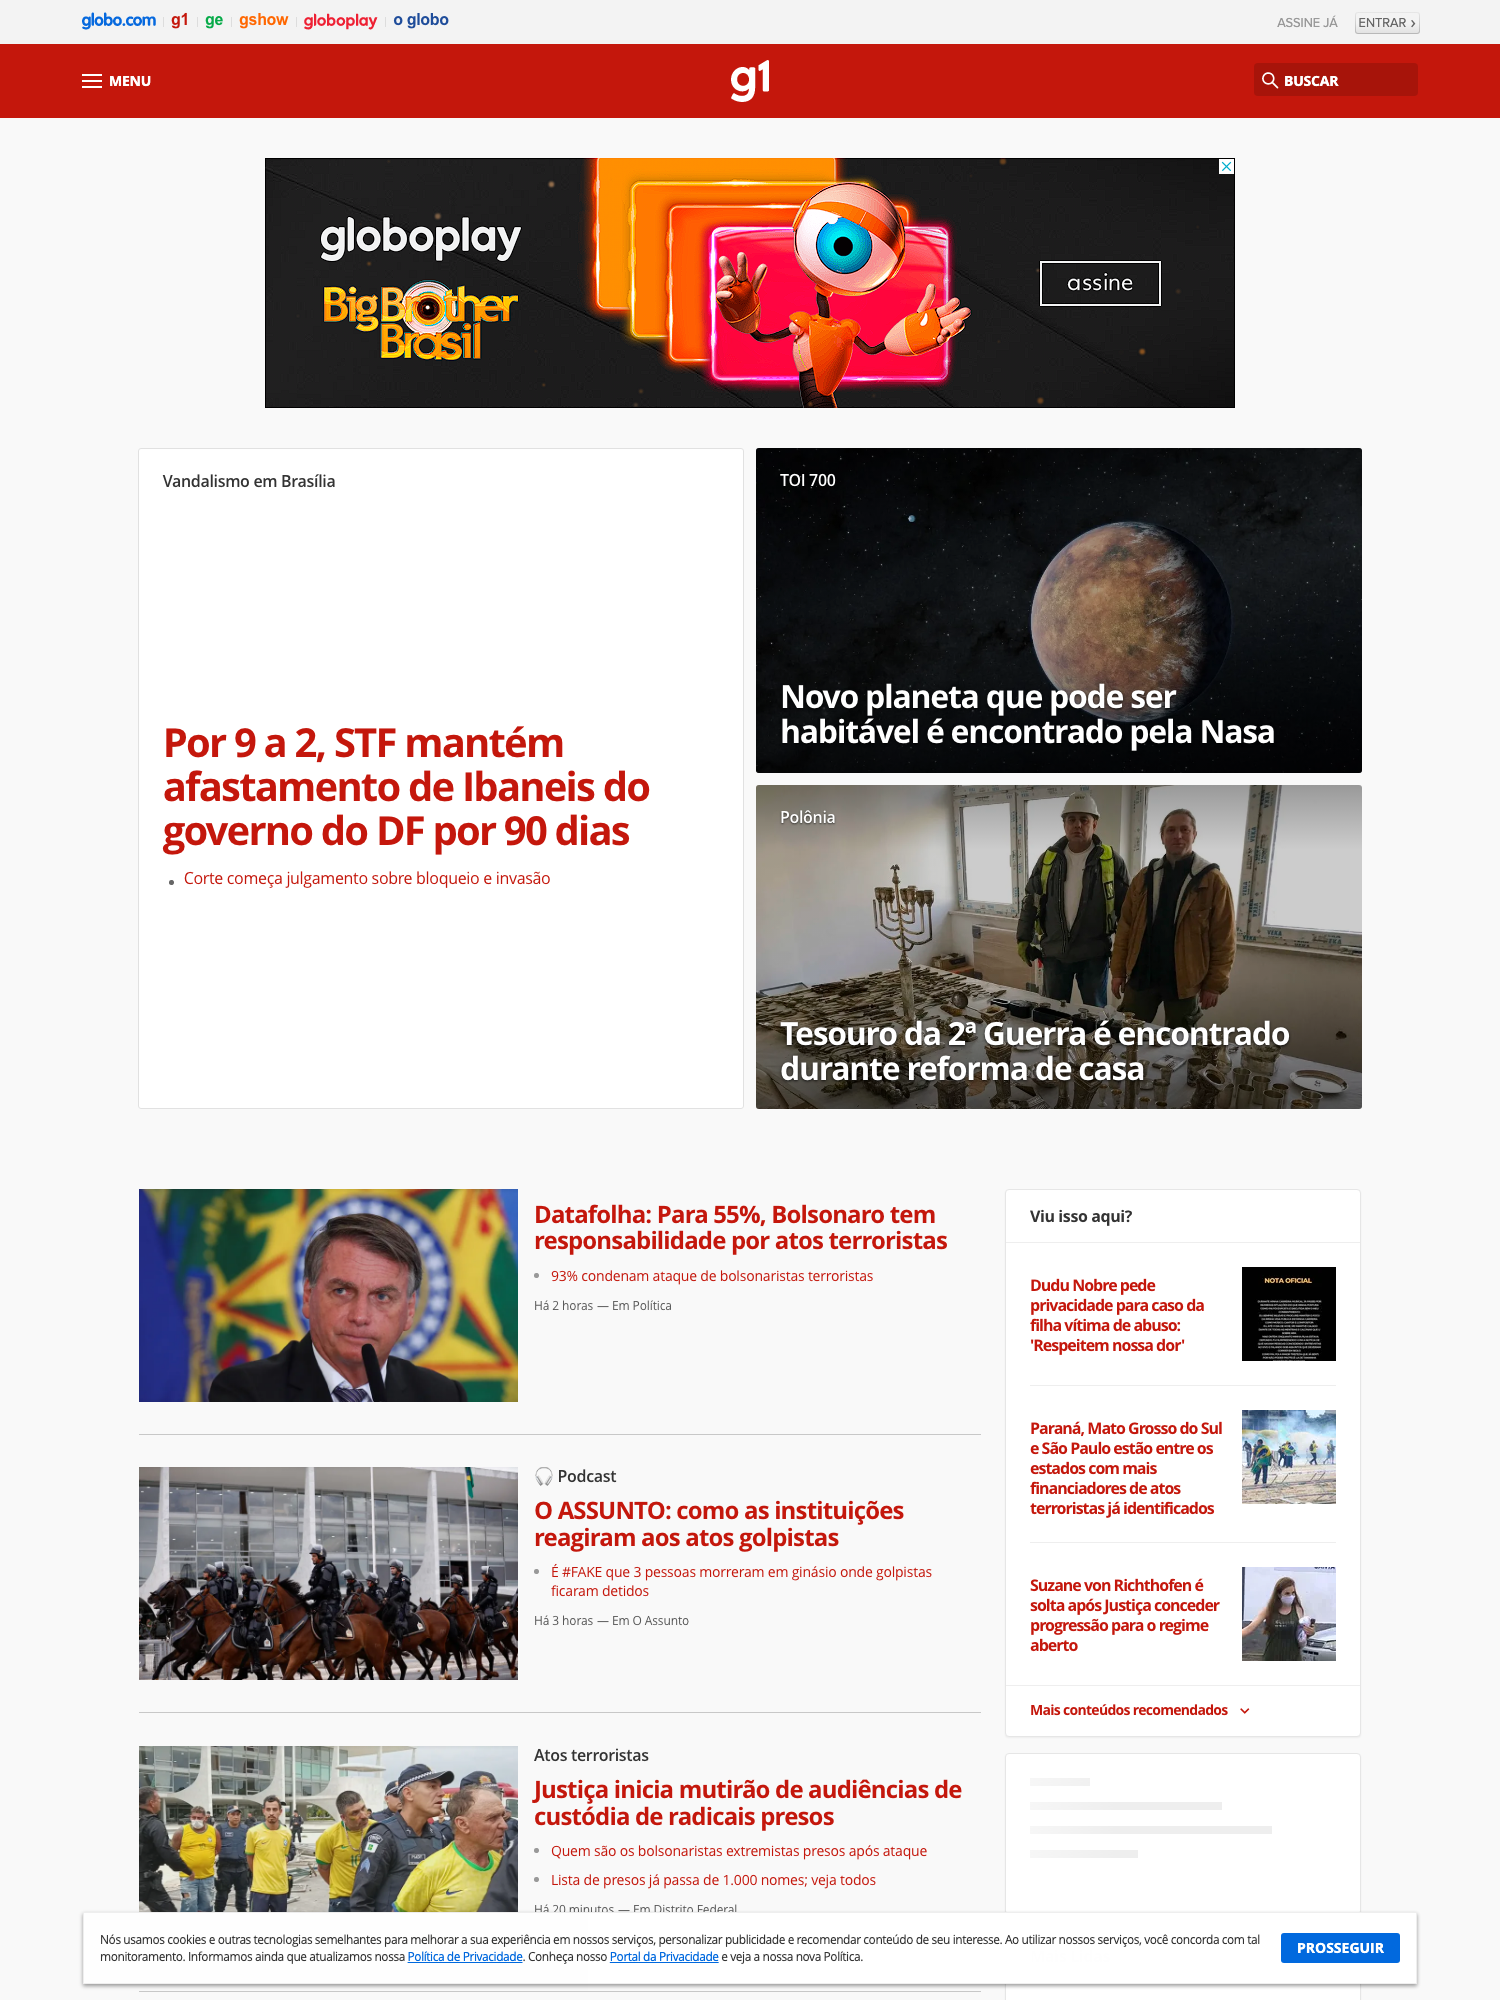 globo.com
g1
ge
gshow
globoplay
o globo
ASSINE JÁ
ENTRAR ›
MENU
g1
BUSCAR
globoplay
Big Brother
Brasil
assine
Vandalismo em Brasília
Por 9 a 2, STF mantém
afastamento de Ibaneis do
governo do DF por 90 dias
Corte começa julgamento sobre bloqueio e invasão
TOI 700
Novo planeta que pode ser
habitável é encontrado pela Nasa
Polônia
Tesouro da 2ª Guerra é encontrado
durante reforma de casa
Datafolha: Para 55%, Bolsonaro tem
responsabilidade por atos terroristas
93% condenam ataque de bolsonaristas terroristas
Há 2 horas — Em Política
Podcast
O ASSUNTO: como as instituições
reagiram aos atos golpistas
É #FAKE que 3 pessoas morreram em ginásio onde golpistas
ficaram detidos
Há 3 horas — Em O Assunto
Atos terroristas
Justiça inicia mutirão de audiências de
custódia de radicais presos
Quem são os bolsonaristas extremistas presos após ataque
Lista de presos já passa de 1.000 nomes; veja todos
Há 20 minutos — Em Distrito Federal
Viu isso aqui?
Dudu Nobre pede
privacidade para caso da
filha vítima de abuso:
'Respeitem nossa dor'
NOTA OFICIAL
Paraná, Mato Grosso do Sul
e São Paulo estão entre os
estados com mais
financiadores de atos
terroristas já identificados
Suzane von Richthofen é
solta após Justiça conceder
progressão para o regime
aberto
Mais conteúdos recomendados
Nós usamos cookies e outras tecnologias semelhantes para melhorar a sua experiência em nossos serviços, personalizar publicidade e recomendar conteúdo de seu interesse. Ao utilizar nossos serviços, você concorda com tal
monitoramento. Informamos ainda que atualizamos nossa Política de Privacidade. Conheça nosso Portal da Privacidade e veja a nossa nova Política.
PROSSEGUIR